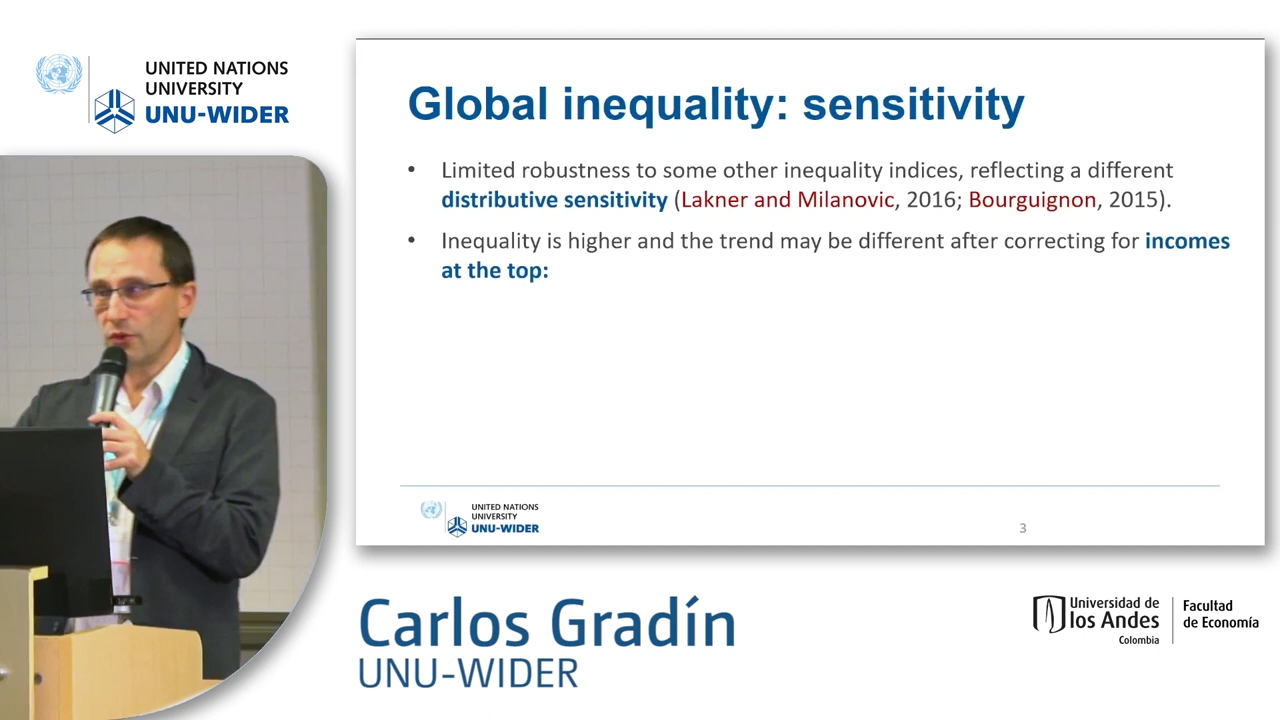 UNITED NATIONS
UNIVERSITY
UNU-WIDER
Global inequality: sensitivity
• Limited robustness to some other inequality indices, reflecting a different
distributive sensitivity (Lakner and Milanovic, 2016; Bourguignon, 2015).
• Inequality is higher and the trend may be different after correcting for incomes
at the top:
UNITED NATIONS
UNIVERSITY
UNU-WIDER
3
Carlos Gradín
UNU-WIDER
Universidad de
los Andes
Colombia
Facultad
de Economía